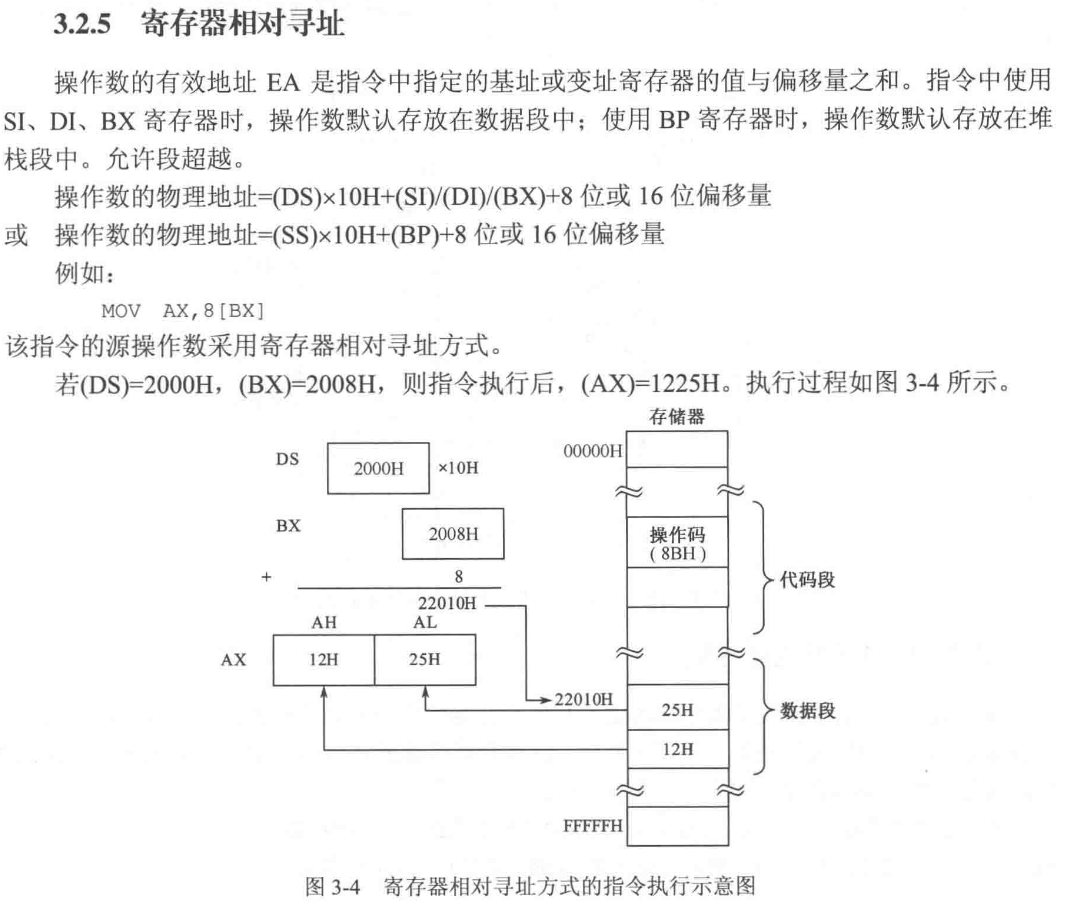 3.2.5 寄存器相对寻址
操作数的有效地址 EA 是指令中指定的基址或变址寄存器的值与偏移量之和。指令中使用
SI、DI、BX 寄存器时，操作数默认存放在数据段中；使用 BP 寄存器时，操作数默认存放在堆
栈段中。允许段超越。
操作数的物理地址=(DS)×10H+(SI)/(DI)/(BX)+8 位或 16 位偏移量
或 操作数的物理地址=(SS)×10H+(BP)+8 位或 16 位偏移量
例如：
MOV AX,8[BX]
该指令的源操作数采用寄存器相对寻址方式。
若(DS)=2000H，(BX)=2008H，则指令执行后，(AX)=1225H。执行过程如图 3-4 所示。
存储器
00000H
DS 2000H ×10H
BX 2008H
操作码
（8BH）
代码段
+ 8
22010H
AH AL
AX 12H 25H
22010H 25H
数据段
12H
FFFFFH
图 3-4 寄存器相对寻址方式的指令执行示意图